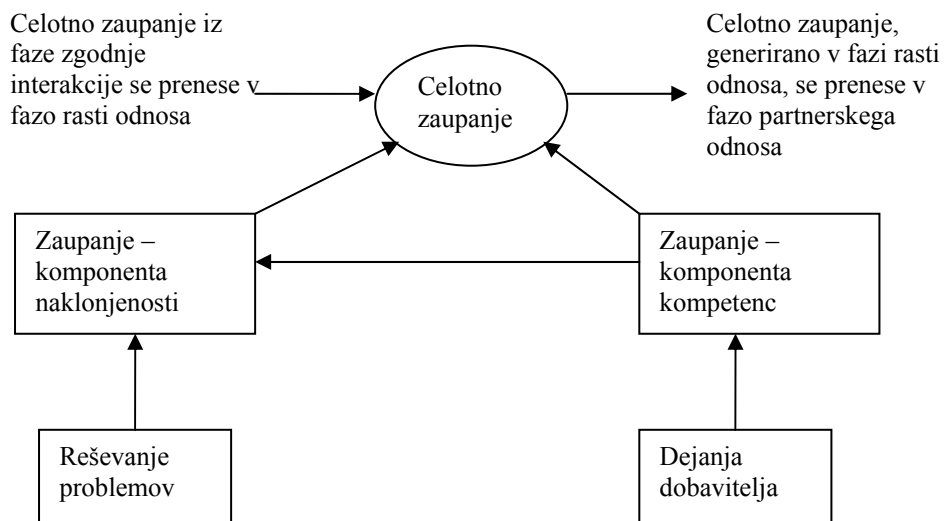 Celotno zaupanje iz
faze zgodnje
interakcije se prenese v
fazo rasti odnosa
Celotno
zaupanje
Celotno zaupanje,
generirano v fazi rasti
odnosa, se prenese v
fazo partnerskega
odnosa
Zaupanje –
komponenta
naklonjenosti
Zaupanje –
komponenta
kompetenc
Reševanje
problemov
Dejanja
dobavitelja